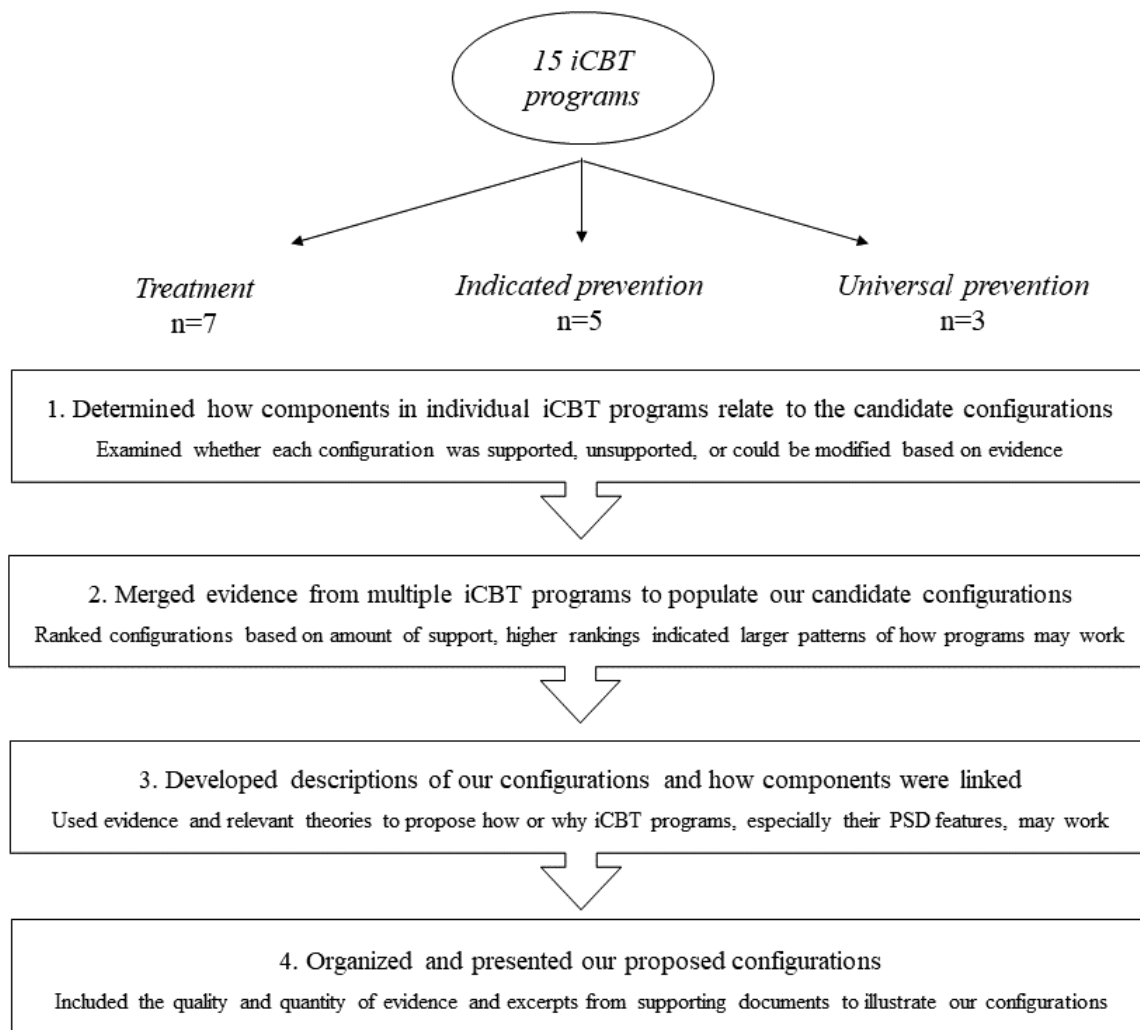 15 iCBT
programs
Treatment
n=7
Indicated prevention
n=5
Universal prevention
n=3
1. Determined how components in individual iCBT programs relate to the candidate configurations
Examined whether each configuration was supported, unsupported, or could be modified based on evidence
2. Merged evidence from multiple iCBT programs to populate our candidate configurations
Ranked configurations based on amount of support, higher rankings indicated larger patterns of how programs may work
3. Developed descriptions of our configurations and how components were linked
Used evidence and relevant theories to propose how or why iCBT programs, especially their PSD features, may work
4. Organized and presented our proposed configurations
Included the quality and quantity of evidence and excerpts from supporting documents to illustrate our configurations